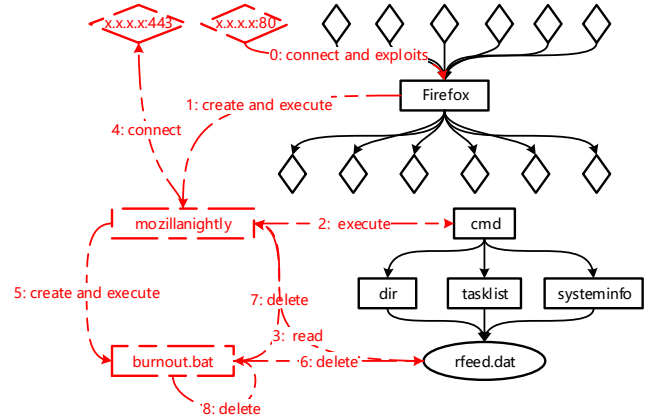 x.x.x.x:443
x.x.x.x:80
0: connect and exploits
Firefox
1: create and execute
4: connect
mozillanightly
2: execute
cmd
5: create and execute
7: delete
dir
tasklist
systeminfo
3: read
burnout.bat
6: delete
rfeed.dat
8: delete